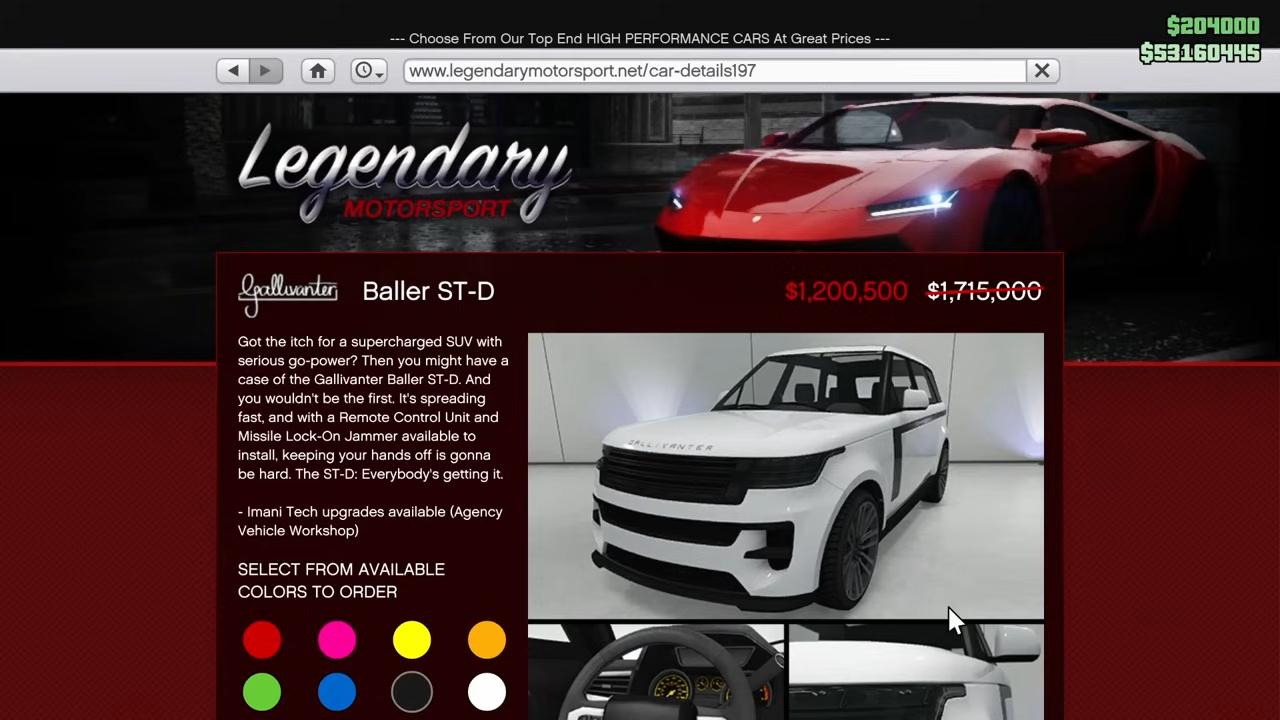 $204000
--- Choose From Our Top End HIGH PERFORMANCE CARS At Great Prices ---
$53160445
www.legendarymotorsport.net/car-details197
Legendary
MOTORSPORT
Gallivanter
Baller ST-D
$1,200,500 $1,715,000
Got the itch for a supercharged SUV with
serious go-power? Then you might have a
case of the Gallivanter Baller ST-D. And
you wouldn't be the first. It's spreading
fast, and with a Remote Control Unit and
Missile Lock-On Jammer available to
install, keeping your hands off is gonna
be hard. The ST-D: Everybody's getting it.
- Imani Tech upgrades available (Agency
Vehicle Workshop)
SELECT FROM AVAILABLE
COLORS TO ORDER
GALLIVANTER